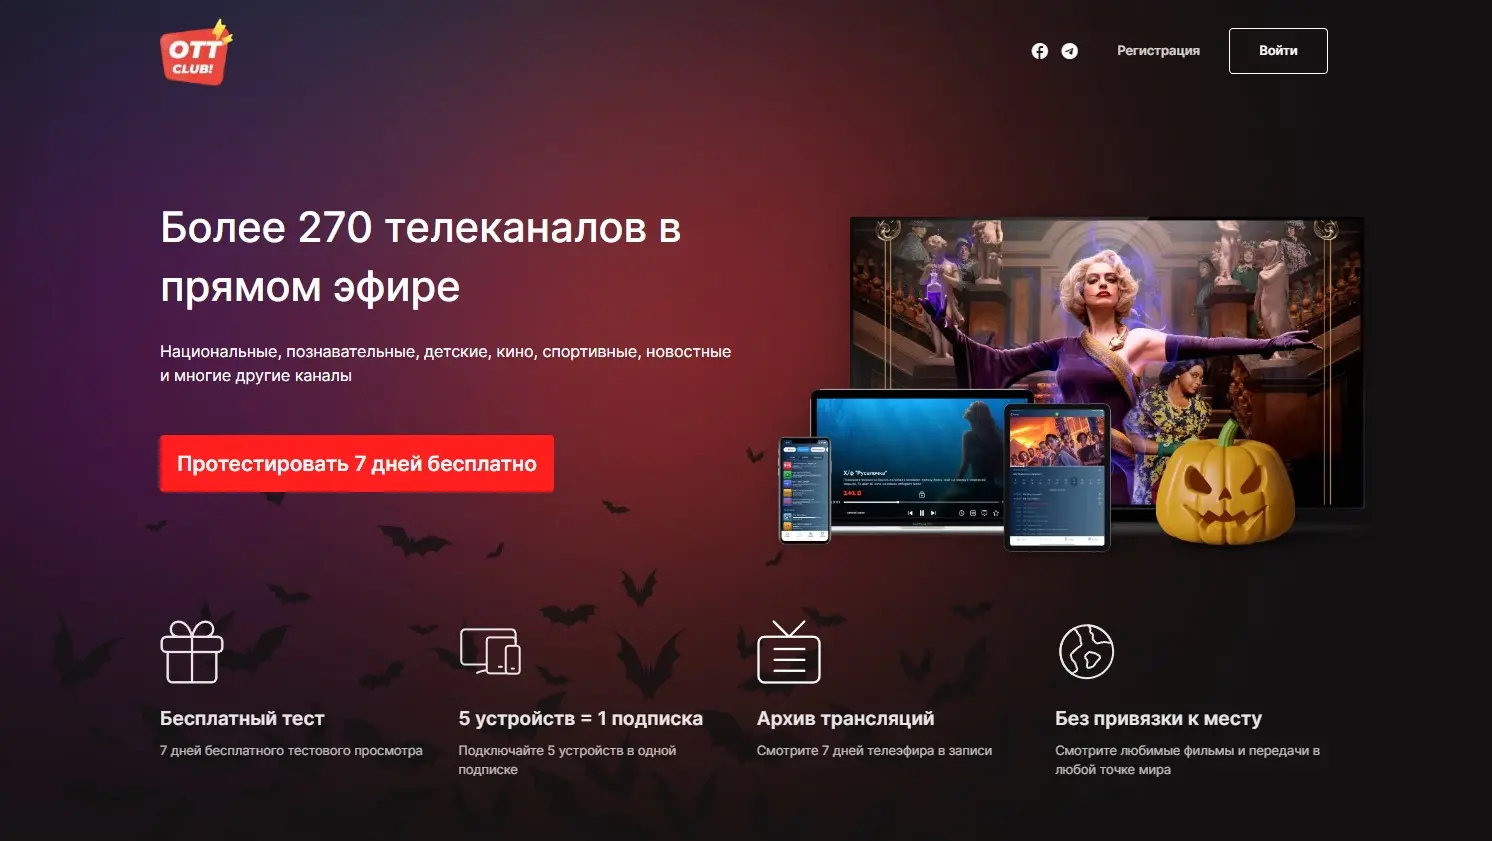 OTT
CLUB!
Регистрация
Войти
Более 270 телеканалов в
прямом эфире
Национальные, познавательные, детские, кино, спортивные, новостные
и многие другие каналы
Протестировать 7 дней бесплатно
Х/ф "Русалочка"
Бесплатный тест
7 дней бесплатного тестового просмотра
5 устройств = 1 подписка
Подключайте 5 устройств в одной
подписке
Архив трансляций
Смотрите 7 дней телеэфира в записи
Без привязки к месту
Смотрите любимые фильмы и передачи в
любой точке мира